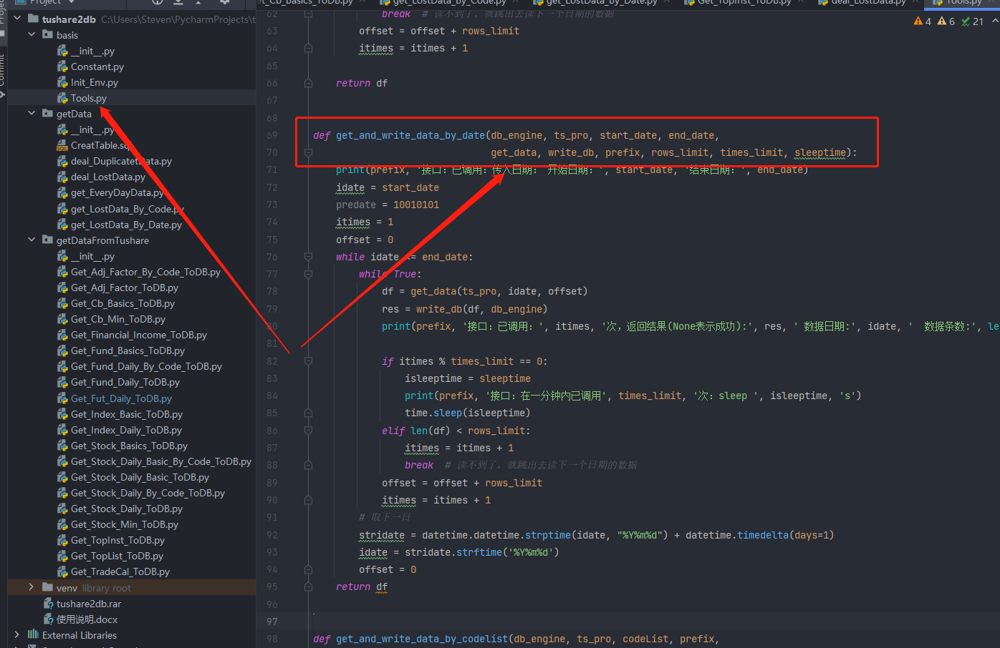 Project
get_Cb_Basics_ToDB.py
get_LostData_By_Code.py
get_LostData_By_Date.py
Get_TopInst_ToDB.py
deal_LostData.py
Tools.py
4 6 21
Commit
tushare2db C:\Users\Steven\PycharmProjects\t
basis
__init__.py
Constant.py
Init_Env.py
Tools.py
getData
__init__.py
CreatTable.sql
deal_DuplicatetData.py
deal_LostData.py
get_EveryDayData.py
get_LostData_By_Code.py
get_LostData_By_Date.py
getDataFromTushare
__init__.py
Get_Adj_Factor_By_Code_ToDB.py
Get_Adj_Factor_ToDB.py
Get_Cb_Basics_ToDB.py
Get_Cb_Min_ToDB.py
Get_Financial_Income_ToDB.py
Get_Fund_Basics_ToDB.py
Get_Fund_Daily_By_Code_ToDB.py
Get_Fund_Daily_ToDB.py
Get_Fut_Daily_ToDB.py
Get_Index_Basic_ToDB.py
Get_Index_Daily_ToDB.py
Get_Stock_Basics_ToDB.py
Get_Stock_Daily_Basic_By_Code_ToDB.py
Get_Stock_Daily_Basic_ToDB.py
Get_Stock_Daily_By_Code_ToDB.py
Get_Stock_Daily_ToDB.py
Get_Stock_Min_ToDB.py
Get_TopInst_ToDB.py
Get_TopList_ToDB.py
Get_TradeCal_ToDB.py
venv library root
tushare2db.rar
使用说明.docx
External Libraries
62 break # 读不到了，就跳出去读下一个日期的数据
63 offset = offset + rows_limit
64 itimes = itimes + 1
65
66 return df
67
68
69 def get_and_write_data_by_date(db_engine, ts_pro, start_date, end_date,
70 get_data, write_db, prefix, rows_limit, times_limit, sleeptime):
71 print(prefix, '接口：已调用：传入日期： 开始日期：', start_date, '结束日期：', end_date)
72 idate = start_date
73 predate = 10010101
74 itimes = 1
75 offset = 0
76 while idate <= end_date:
77 while True:
78 df = get_data(ts_pro, idate, offset)
79 res = write_db(df, db_engine)
80 print(prefix, '接口：已调用：', itimes, '次，返回结果(None表示成功):', res, ' 数据日期:', idate, '  数据条数:', le
81
82 if itimes % times_limit == 0:
83 isleeptime = sleeptime
84 print(prefix, '接口：在一分钟内已调用', times_limit, '次：sleep ', isleeptime, 's')
85 time.sleep(isleeptime)
86 elif len(df) < rows_limit:
87 itimes = itimes + 1
88 break # 读不到了，就跳出去读下一个日期的数据
89 offset = offset + rows_limit
90 itimes = itimes + 1
91 # 取下一日
92 stridate = datetime.datetime.strptime(idate, "%Y%m%d") + datetime.timedelta(days=1)
93 idate = stridate.strftime('%Y%m%d')
94 offset = 0
95 return df
96
97
98 def get_and_write_data_by_codelist(db_engine, ts_pro, codeList, prefix,